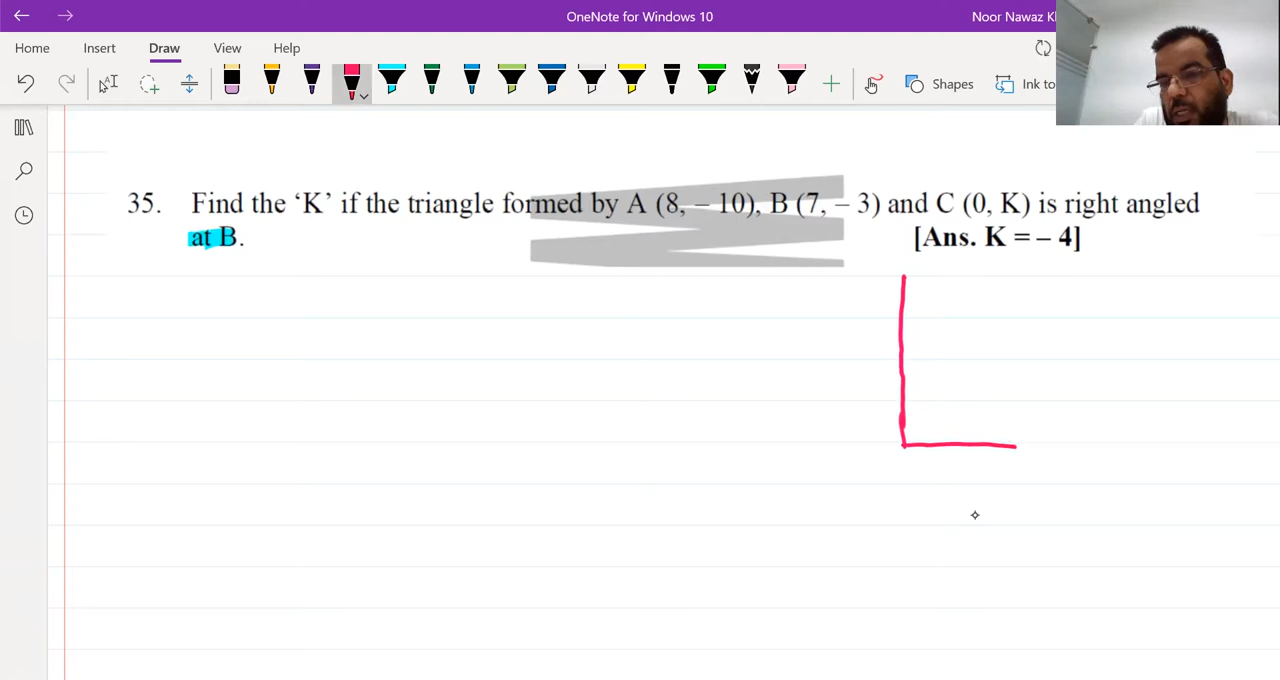 OneNote for Windows 10
Noor Nawaz Kh
Home Insert Draw View Help
Shapes
Ink to
35. Find the ‘K’ if the triangle formed by A (8, – 10), B (7, – 3) and C (0, K) is right angled
at B. [Ans. K = – 4]